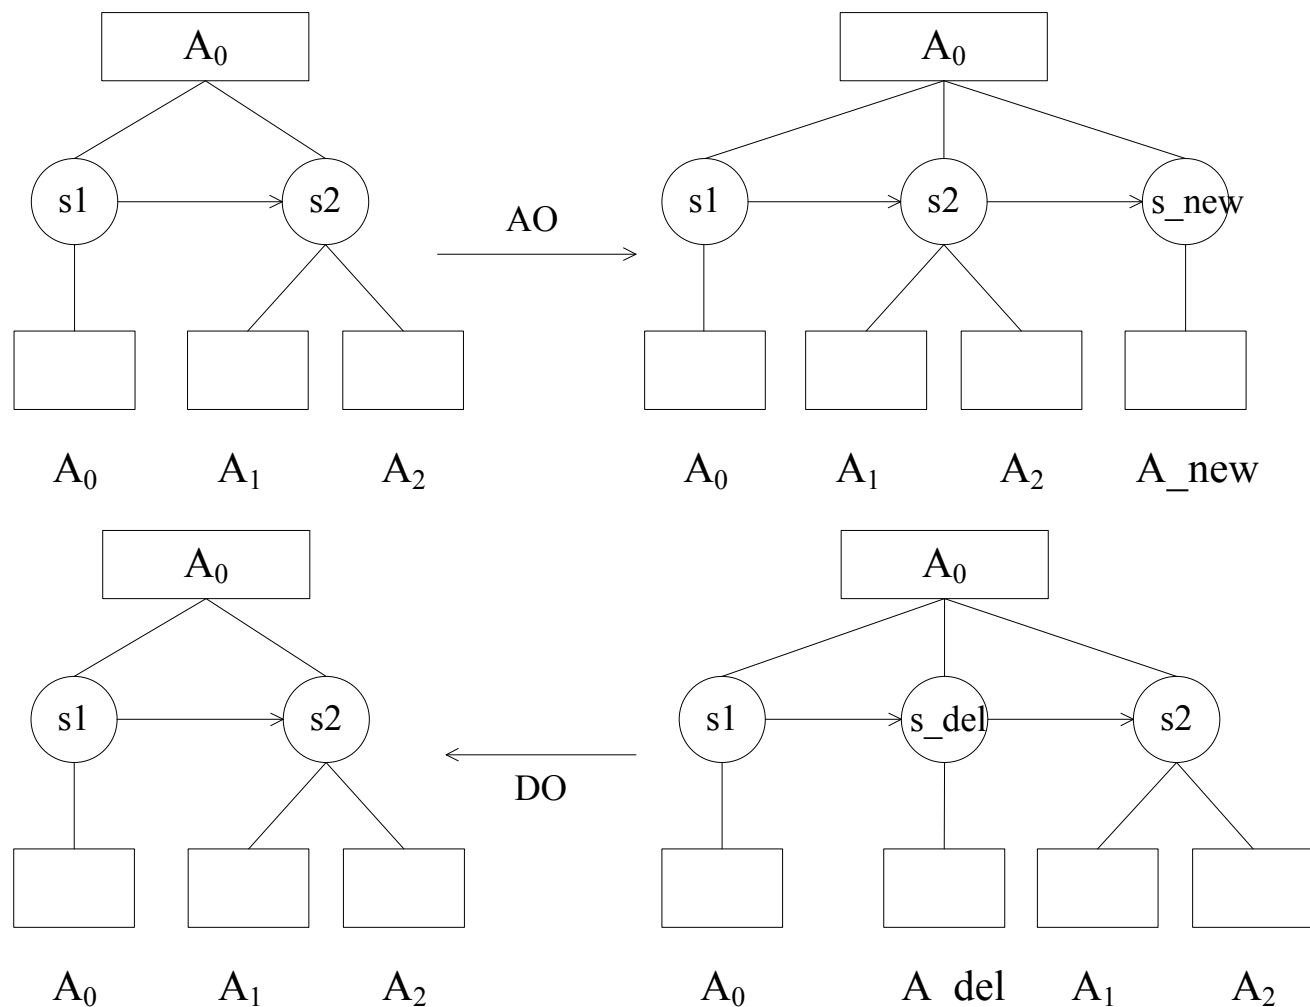 A₀ A₀
s1 s2 s1 s2 s_new
AO
A₀ A₁ A₂ A₀ A₁ A₂ A_new
A₀ A₀
s1 s2 s1 s_del s2
DO
A₀ A₁ A₂ A₀ A_del A₁ A₂